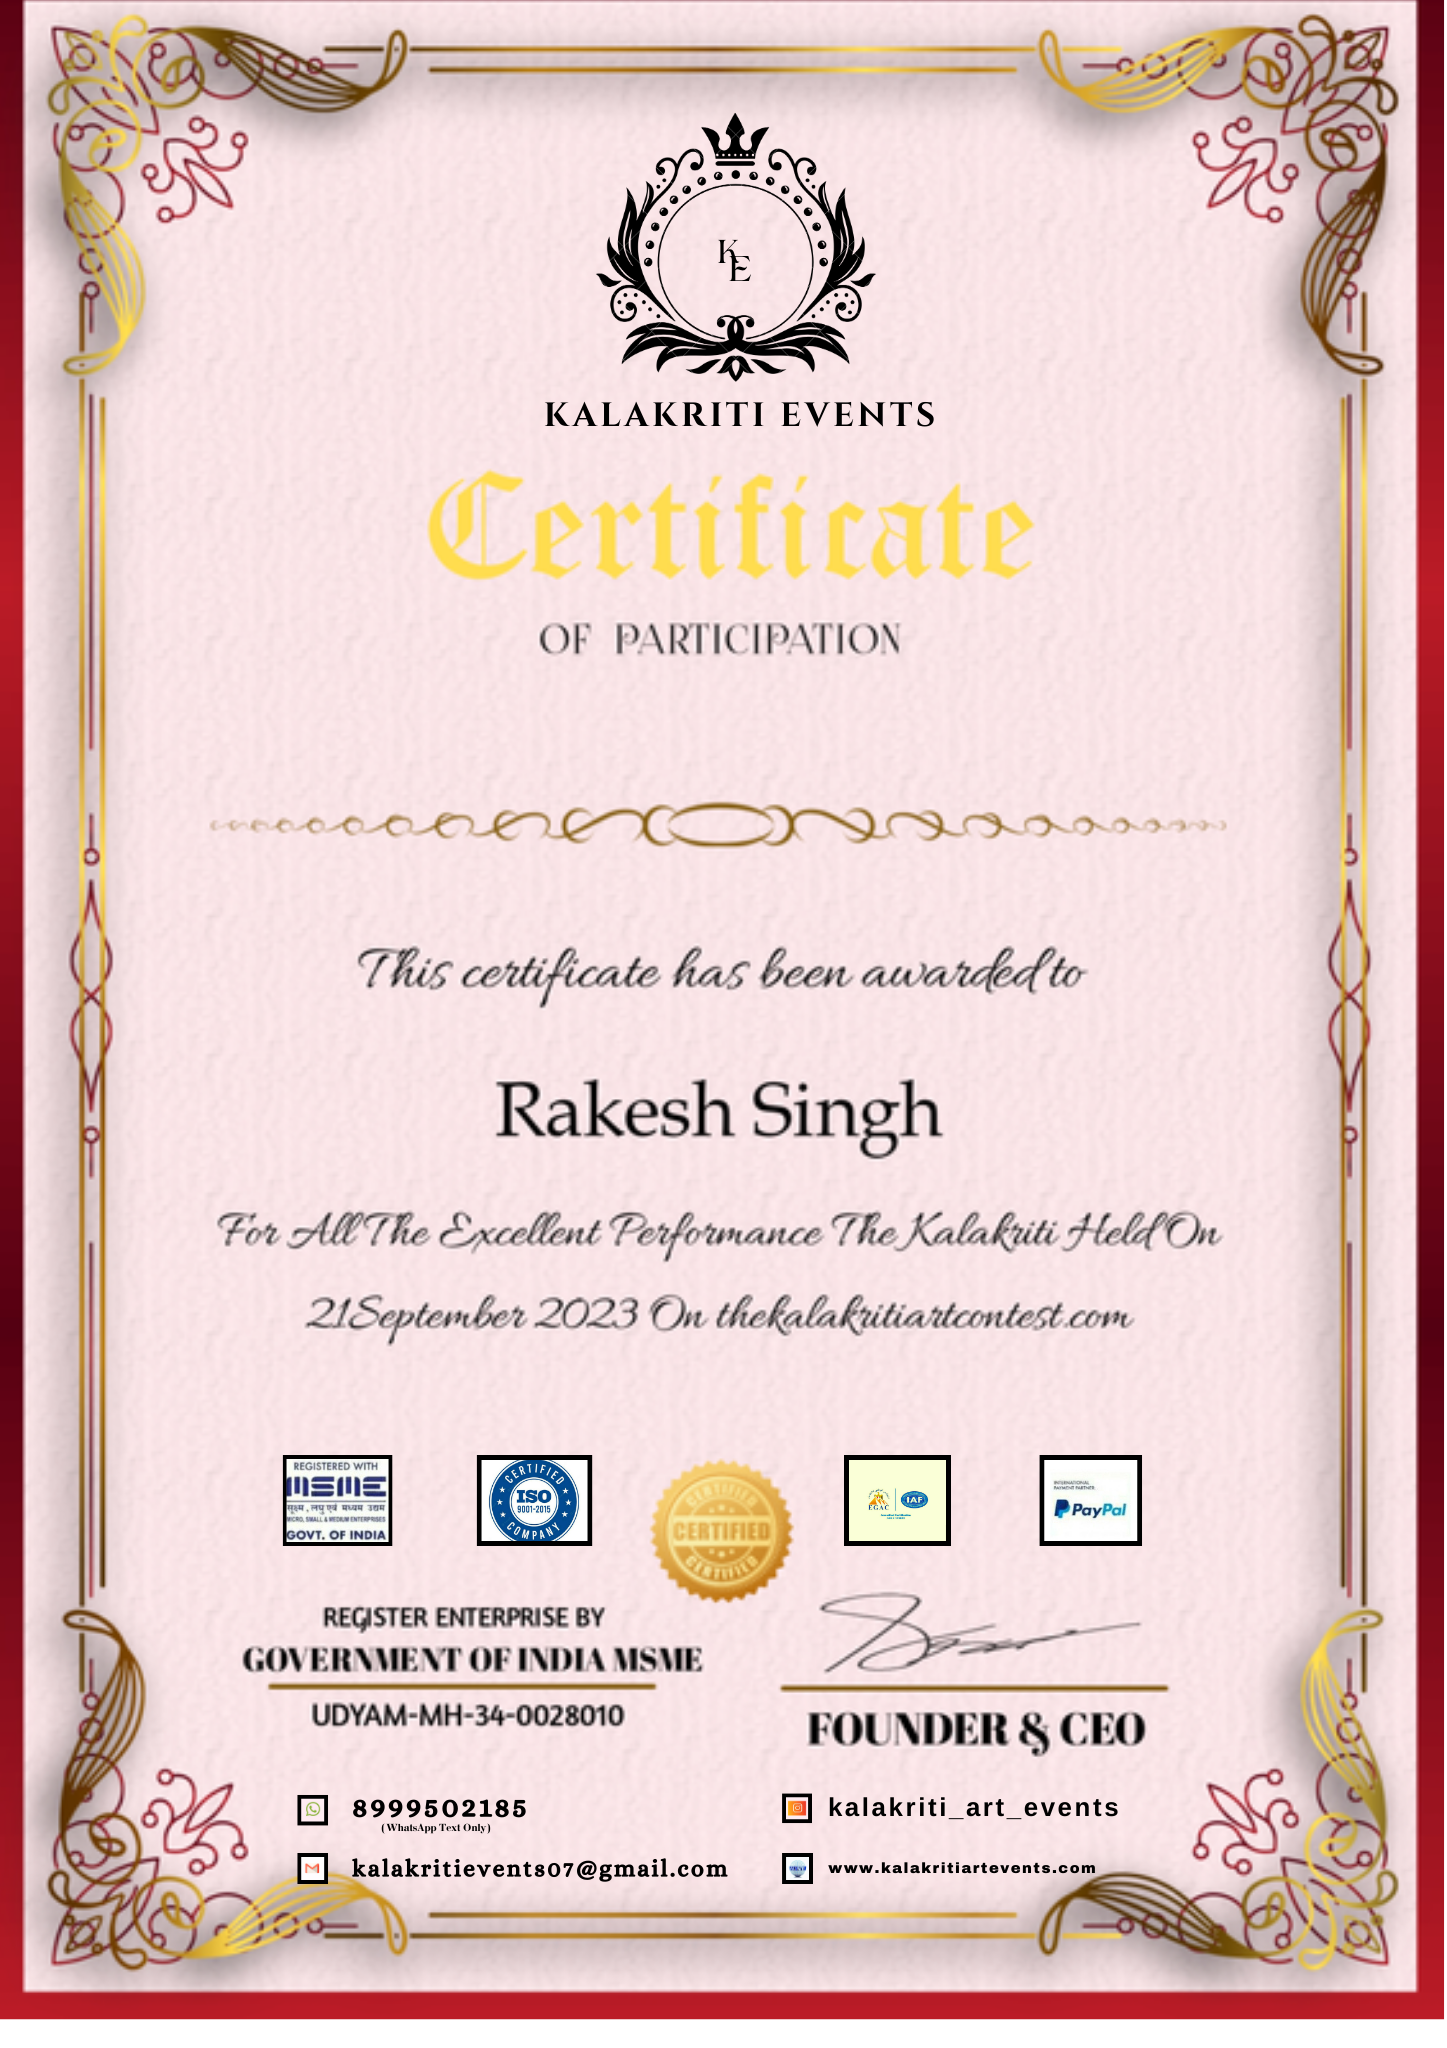 KE
KALAKRITI EVENTS
Certificate
OF PARTICIPATION
This certificate has been awarded to
Rakesh Singh
For All The Excellent Performance The Kalakriti Held On
21September 2023 On thekalakritiartcontest.com
REGISTERED WITH
MSME
सूक्ष्म, लघु एवं मध्यम उद्यम
MICRO, SMALL & MEDIUM ENTERPRISES
GOVT. OF INDIA
CERTIFIED
ISO
9001-2015
COMPANY
CERTIFIED
CERTIFIED
CERTIFIED
EGAC
IAF
INTERNATIONAL
PAYMENT PARTNER
PayPal
REGISTER ENTERPRISE BY
GOVERNMENT OF INDIA MSME
UDYAM-MH-34-0028010
FOUNDER & CEO
8999502185
(WhatsApp Text Only)
kalakriti_art_events
kalakritievents07@gmail.com
www.kalakritiartevents.com